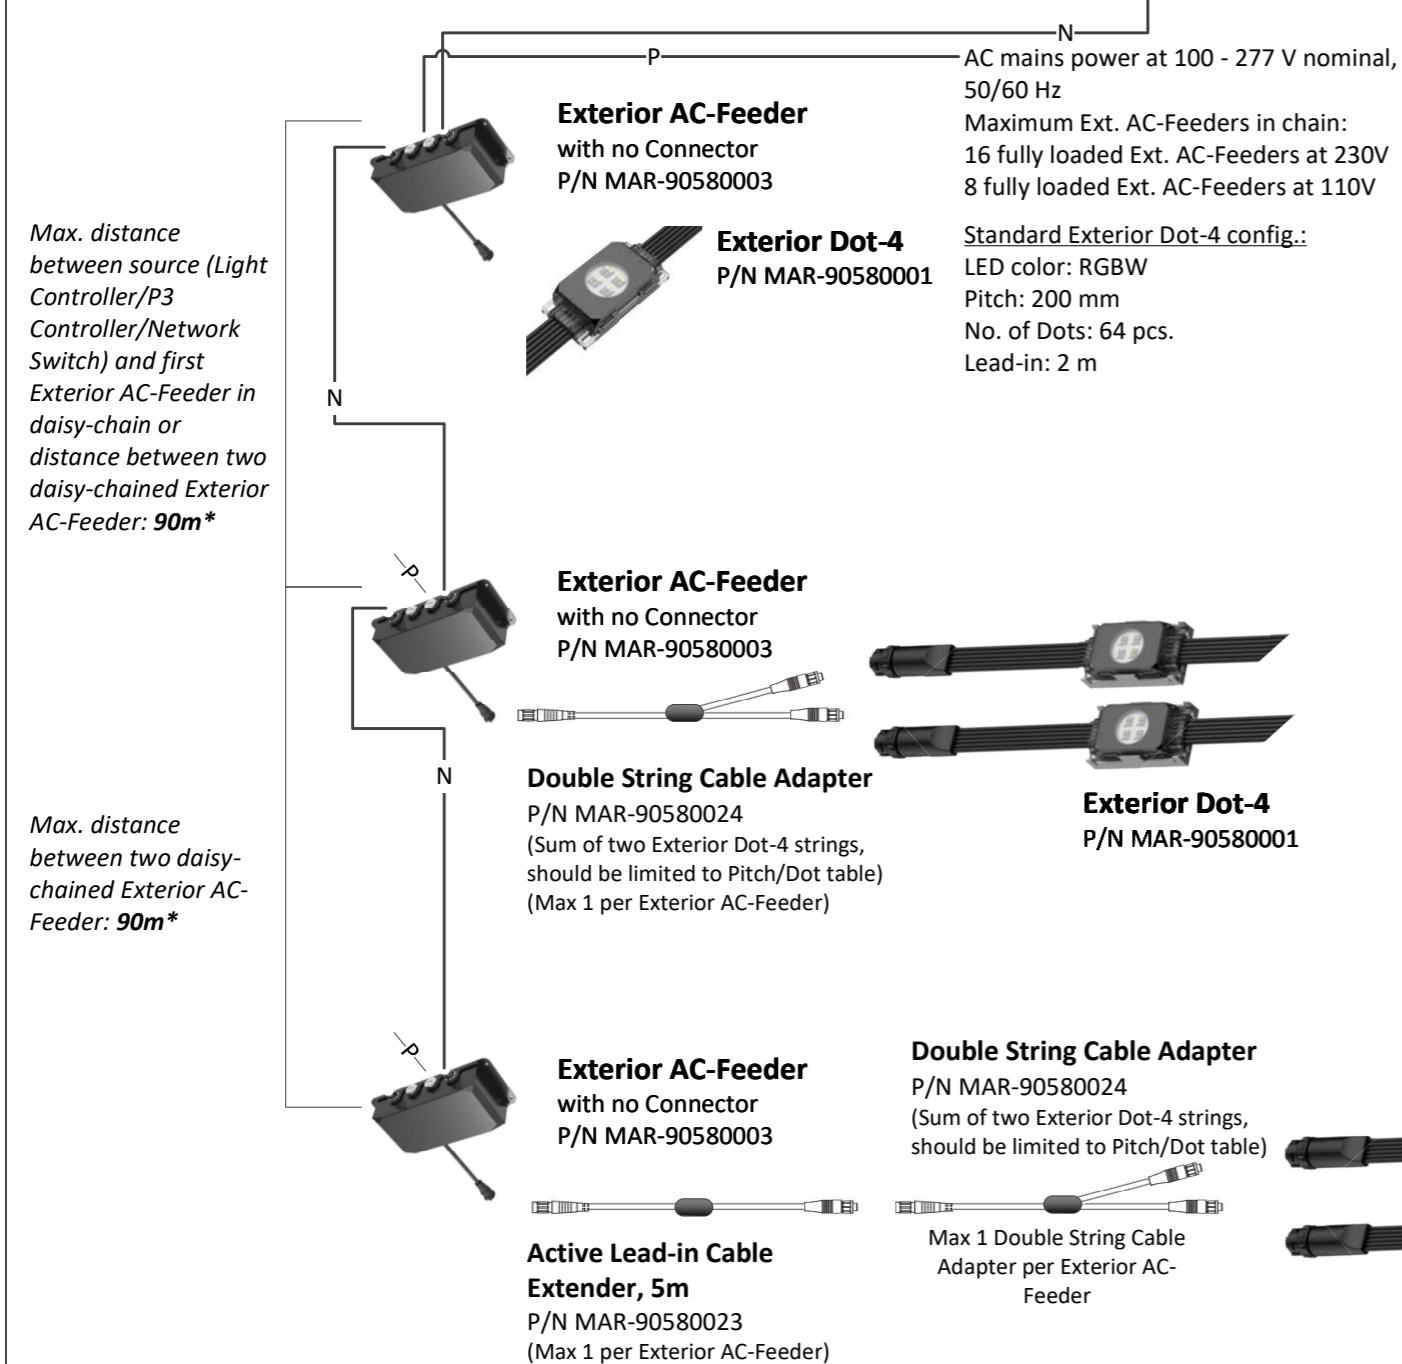 N
P
AC mains power at 100 - 277 V nominal,
50/60 Hz
Maximum Ext. AC-Feeders in chain:
16 fully loaded Ext. AC-Feeders at 230V
8 fully loaded Ext. AC-Feeders at 110V
Exterior AC-Feeder
with no Connector
P/N MAR-90580003
Exterior Dot-4
P/N MAR-90580001
Standard Exterior Dot-4 config.:
LED color: RGBW
Pitch: 200 mm
No. of Dots: 64 pcs.
Lead-in: 2 m
Max. distance
between source (Light
Controller/P3
Controller/Network
Switch) and first
Exterior AC-Feeder in
daisy-chain or
distance between two
daisy-chained Exterior
AC-Feeder: 90m*
N
P
Exterior AC-Feeder
with no Connector
P/N MAR-90580003
N
Double String Cable Adapter
P/N MAR-90580024
(Sum of two Exterior Dot-4 strings,
should be limited to Pitch/Dot table)
(Max 1 per Exterior AC-Feeder)
Exterior Dot-4
P/N MAR-90580001
Max. distance
between two daisy-
chained Exterior AC-
Feeder: 90m*
P
Exterior AC-Feeder
with no Connector
P/N MAR-90580003
Double String Cable Adapter
P/N MAR-90580024
(Sum of two Exterior Dot-4 strings,
should be limited to Pitch/Dot table)
Max 1 Double String Cable
Adapter per Exterior AC-
Feeder
Active Lead-in Cable
Extender, 5m
P/N MAR-90580023
(Max 1 per Exterior AC-Feeder)